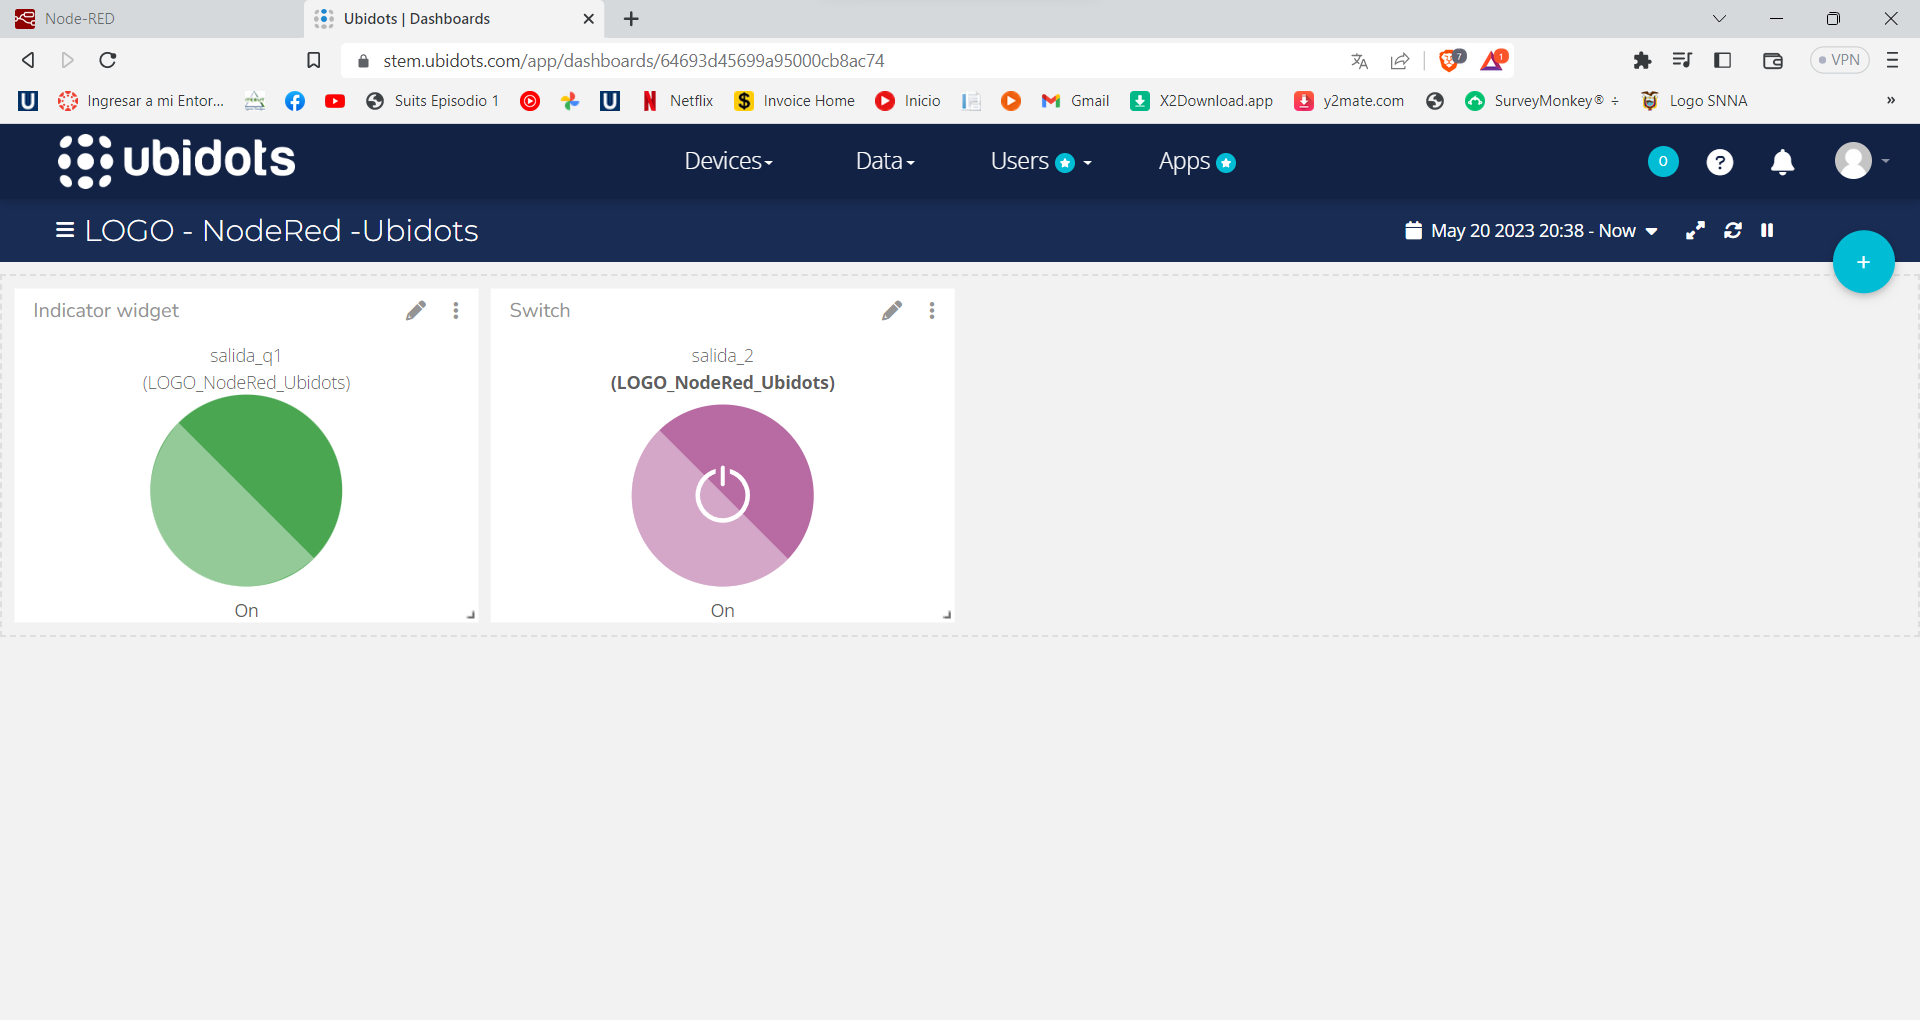 Node-RED
Ubidots | Dashboards
stem.ubidots.com/app/dashboards/64693d45699a95000cb8ac74
7
1
VPN
U
Ingresar a mi Entor...
Suits Episodio 1
U
Netflix
Invoice Home
Inicio
Gmail
X2Download.app
y2mate.com
SurveyMonkey® ÷
Logo SNNA
»
ubidots
Devices
Data
Users
Apps
0
?
LOGO - NodeRed -Ubidots
May 20 2023 20:38 - Now
+
Indicator widget
salida_q1
(LOGO_NodeRed_Ubidots)
On
Switch
salida_2
(LOGO_NodeRed_Ubidots)
On